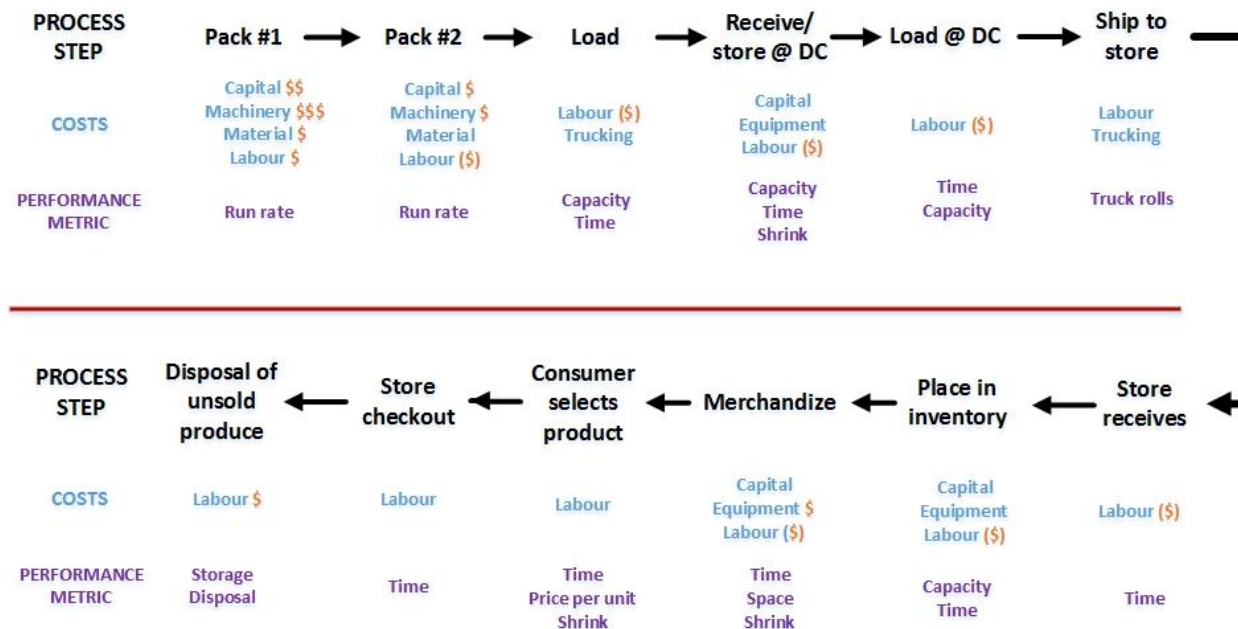 PROCESS
STEP
Pack #1
Pack #2
Load
Receive/
store @ DC
Load @ DC
Ship to
store
COSTS
Capital $$
Machinery $$$
Material $
Labour $
Capital $
Machinery $
Material
Labour ($)
Labour ($)
Trucking
Capital
Equipment
Labour ($)
Labour ($)
Labour
Trucking
PERFORMANCE
METRIC
Run rate
Run rate
Capacity
Time
Capacity
Time
Shrink
Time
Capacity
Truck rolls
PROCESS
STEP
Disposal of
unsold
produce
Store
checkout
Consumer
selects
product
Merchandize
Place in
inventory
Store
receives
COSTS
Labour $
Labour
Labour
Capital
Equipment $
Labour ($)
Capital
Equipment
Labour ($)
Labour ($)
PERFORMANCE
METRIC
Storage
Disposal
Time
Time
Price per unit
Shrink
Time
Space
Shrink
Capacity
Time
Time